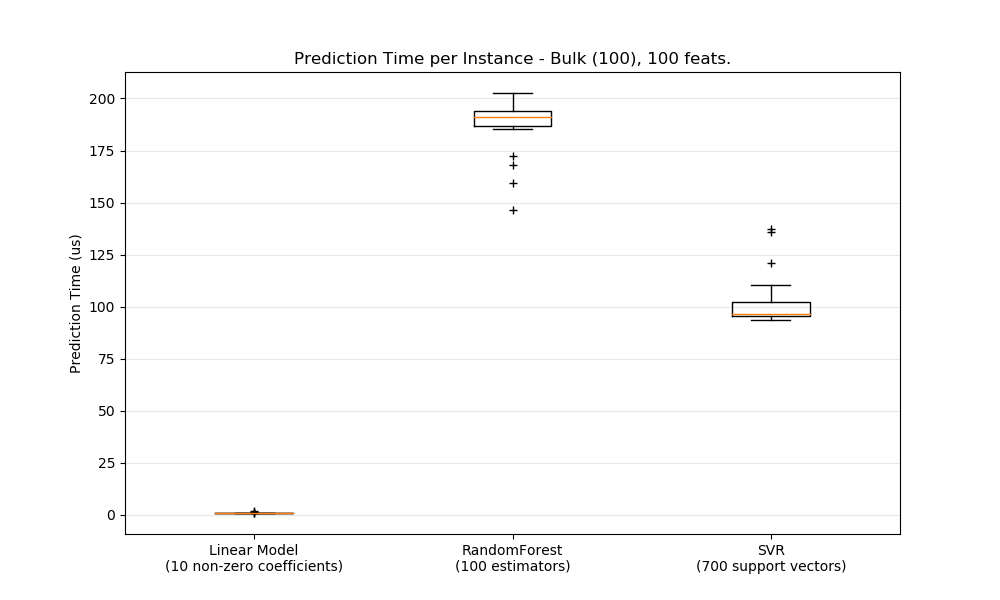 Prediction Time per Instance - Bulk (100), 100 feats.
Prediction Time (us)
200
175
150
125
100
75
50
25
0
Linear Model
(10 non-zero coefficients)
RandomForest
(100 estimators)
SVR
(700 support vectors)